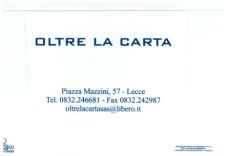 OLTRE LA CARTA
Piazza Mazzini, 57 - Lecce
Tel. 0832.246681 - Fax 0832.242987
oltrelacartasas@libero.it